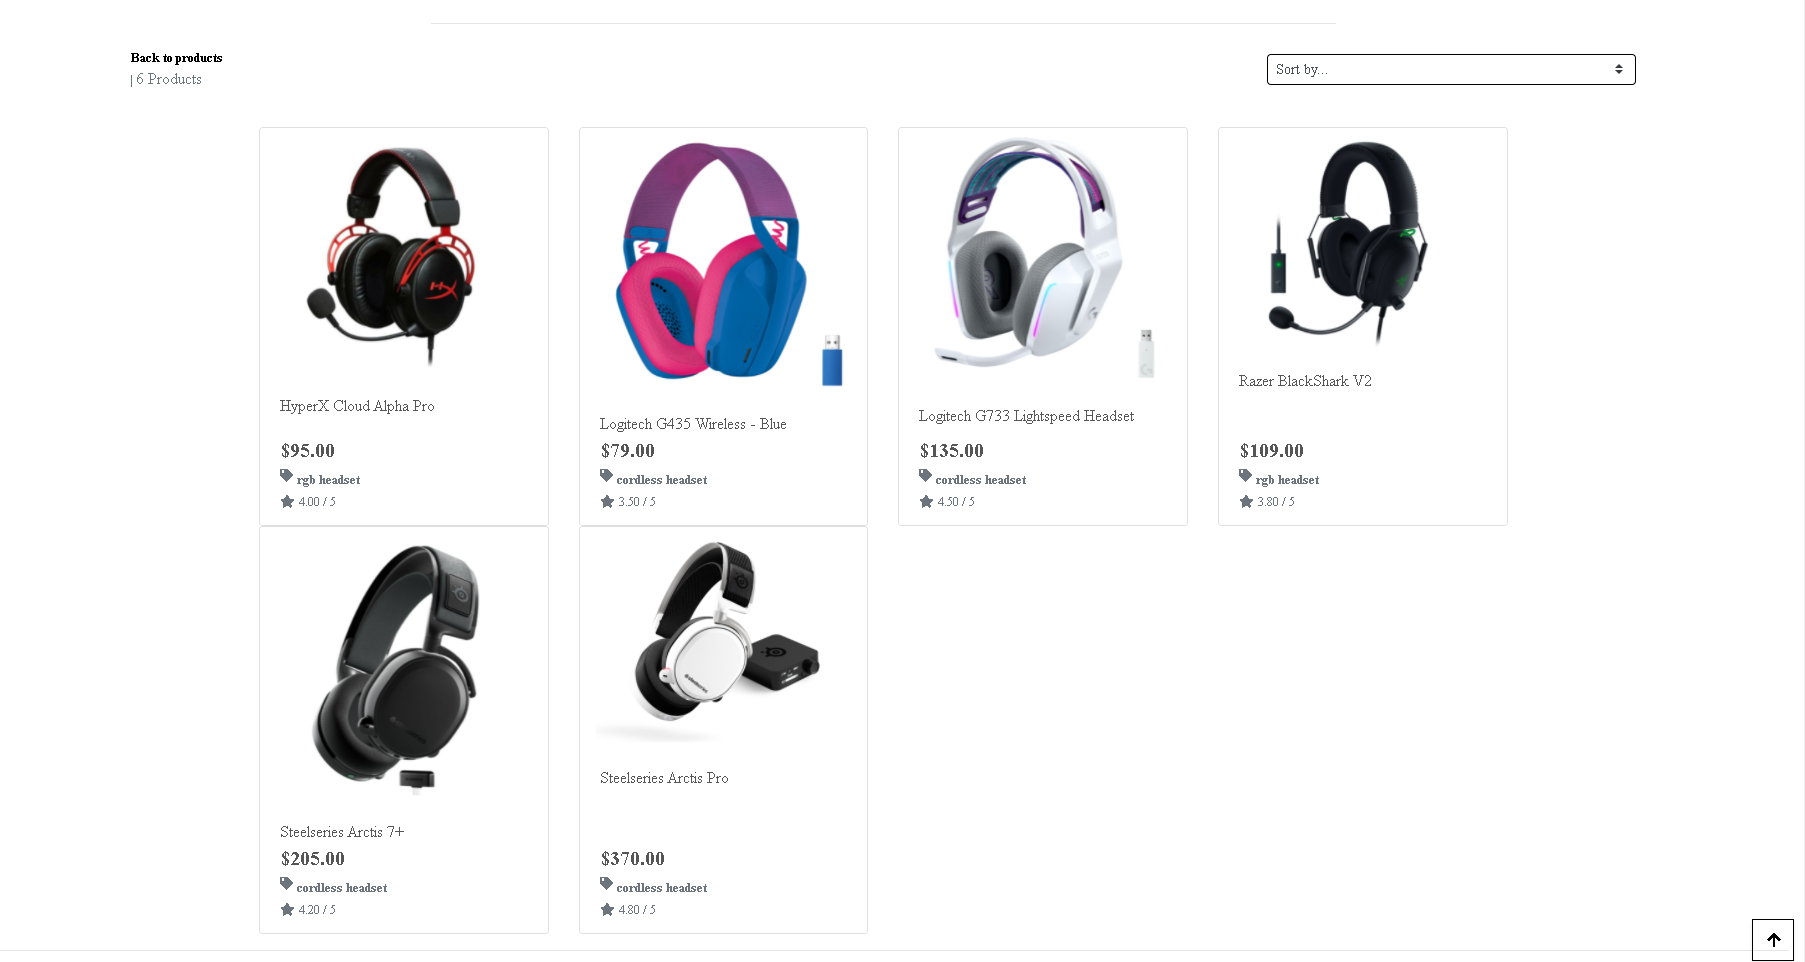 Back to products
| 6 Products
Sort by...
HyperX Cloud Alpha Pro
$95.00
rgb headset
4.00 / 5
Logitech G435 Wireless - Blue
$79.00
cordless headset
3.50 / 5
Logitech G733 Lightspeed Headset
$135.00
cordless headset
4.50 / 5
Razer BlackShark V2
$109.00
rgb headset
3.80 / 5
Steelseries Arctis 7+
$205.00
cordless headset
4.20 / 5
Steelseries Arctis Pro
$370.00
cordless headset
4.80 / 5